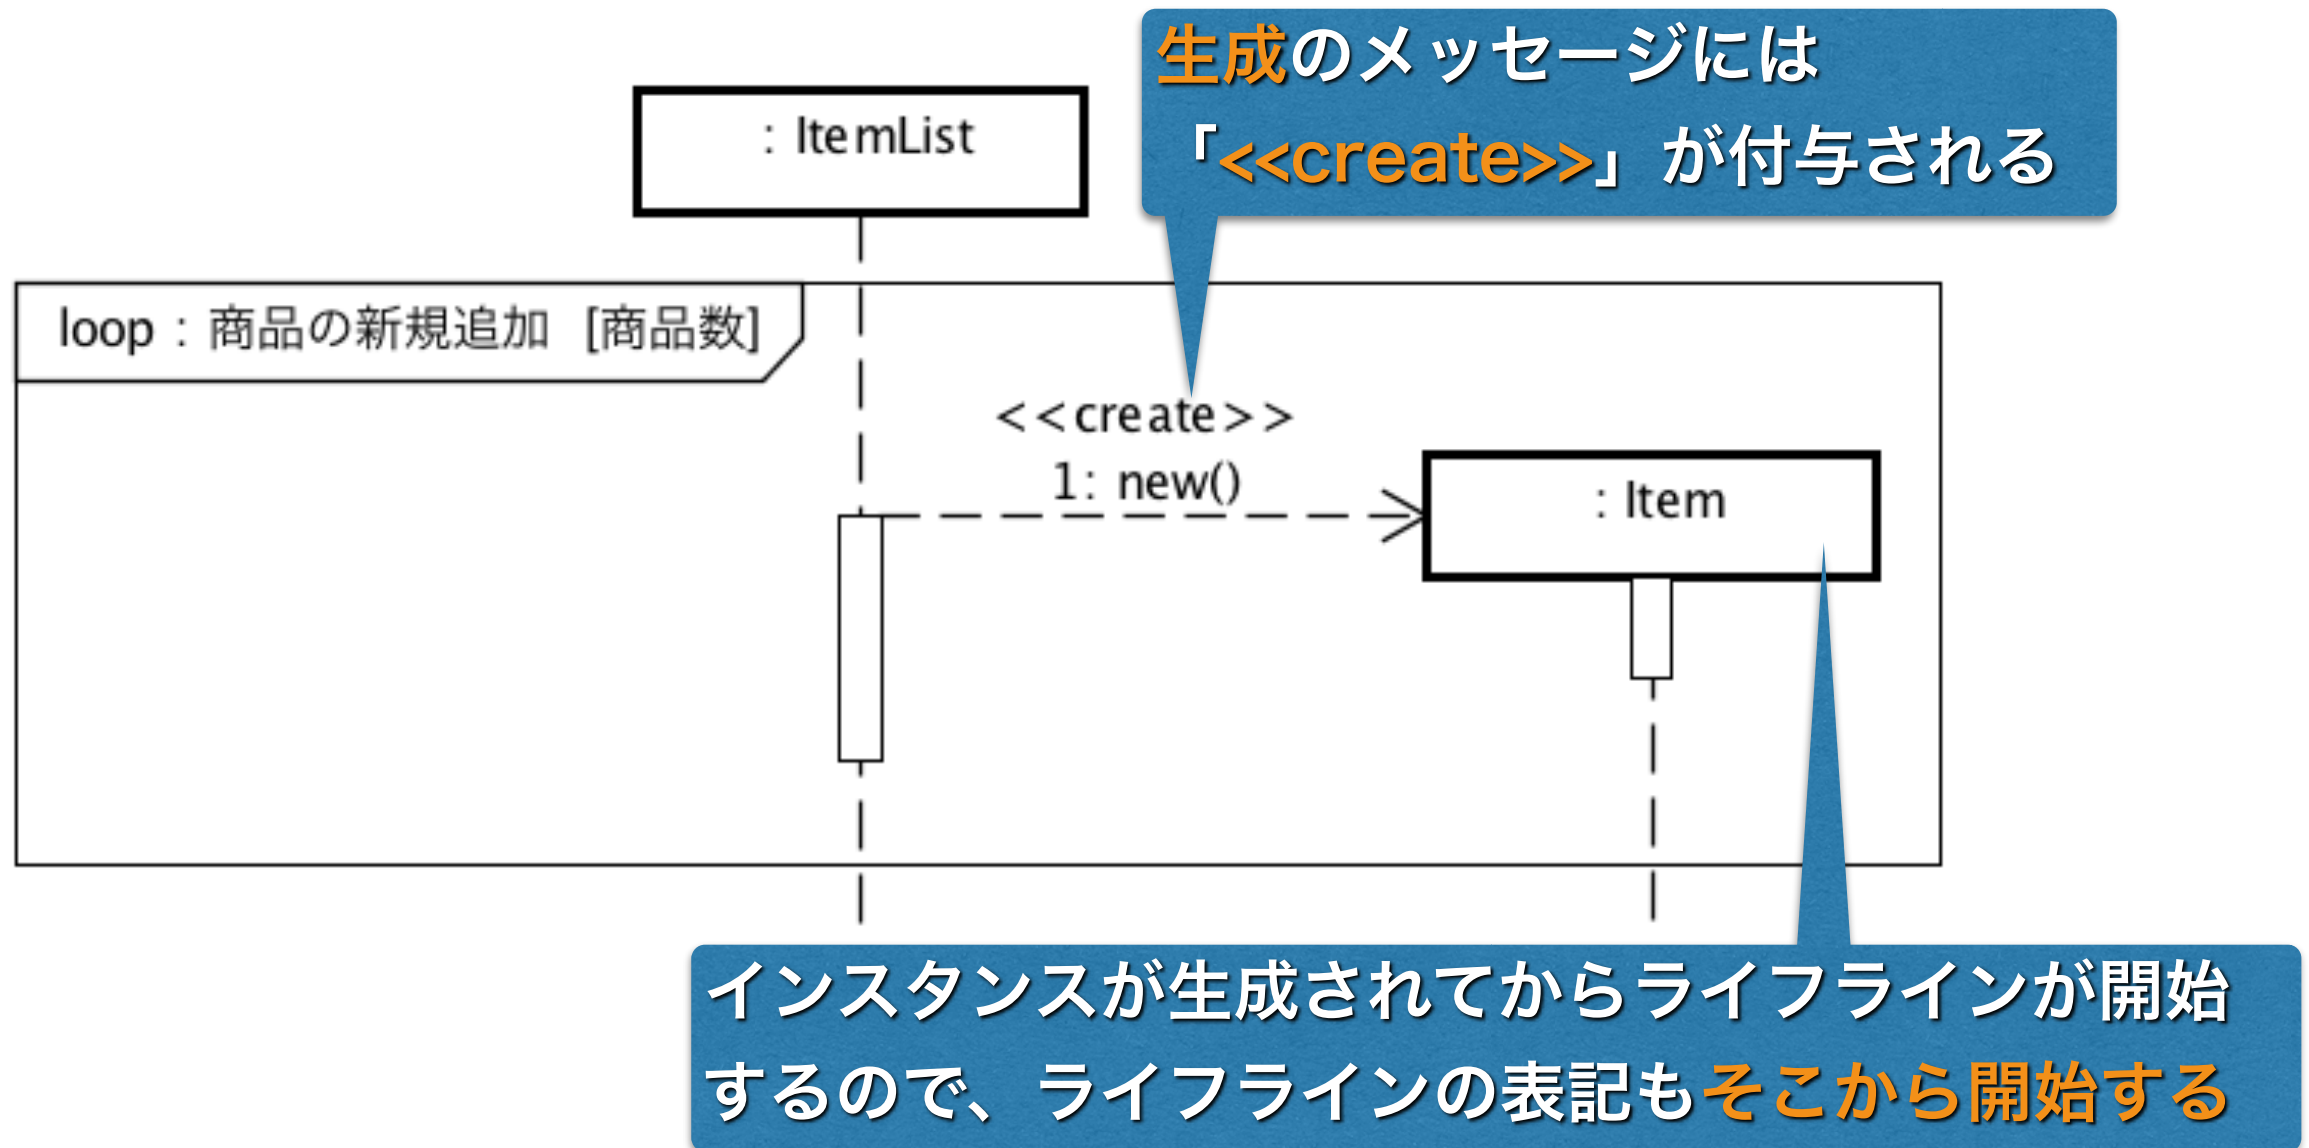 生成のメッセージには
「<<create>>」が付与される
: ItemList
loop : 商品の新規追加 [商品数]
<<create>>
1: new()
: Item
インスタンスが生成されてからライフラインが開始
するので、ライフラインの表記もそこから開始する